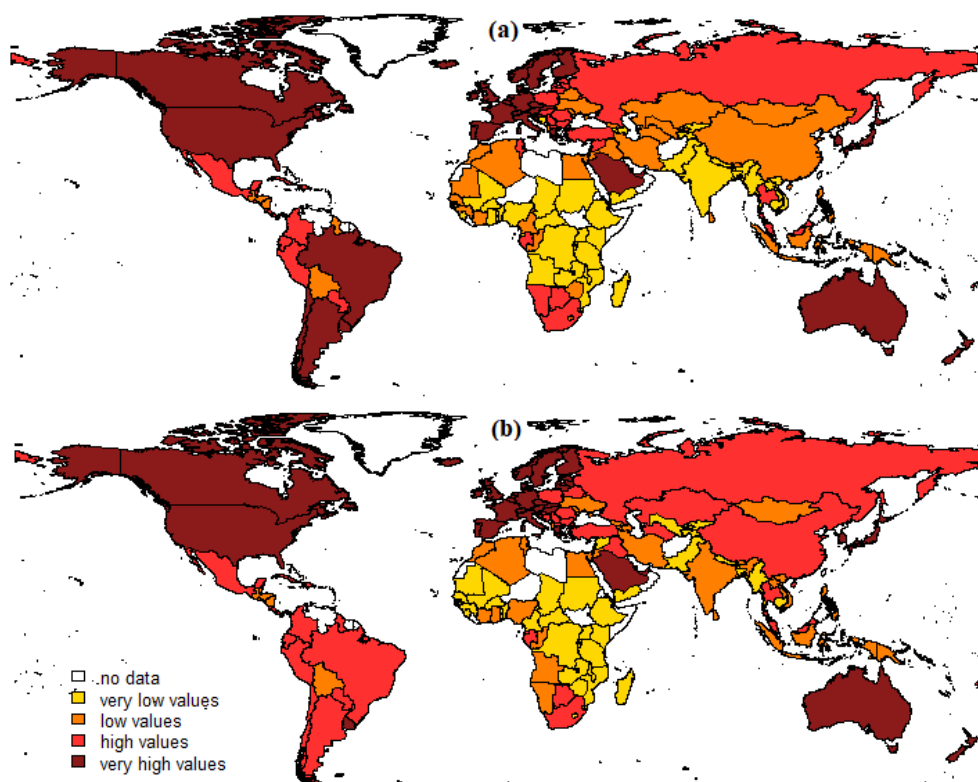 (a)
(b)
no data
very low values
low values
high values
very high values